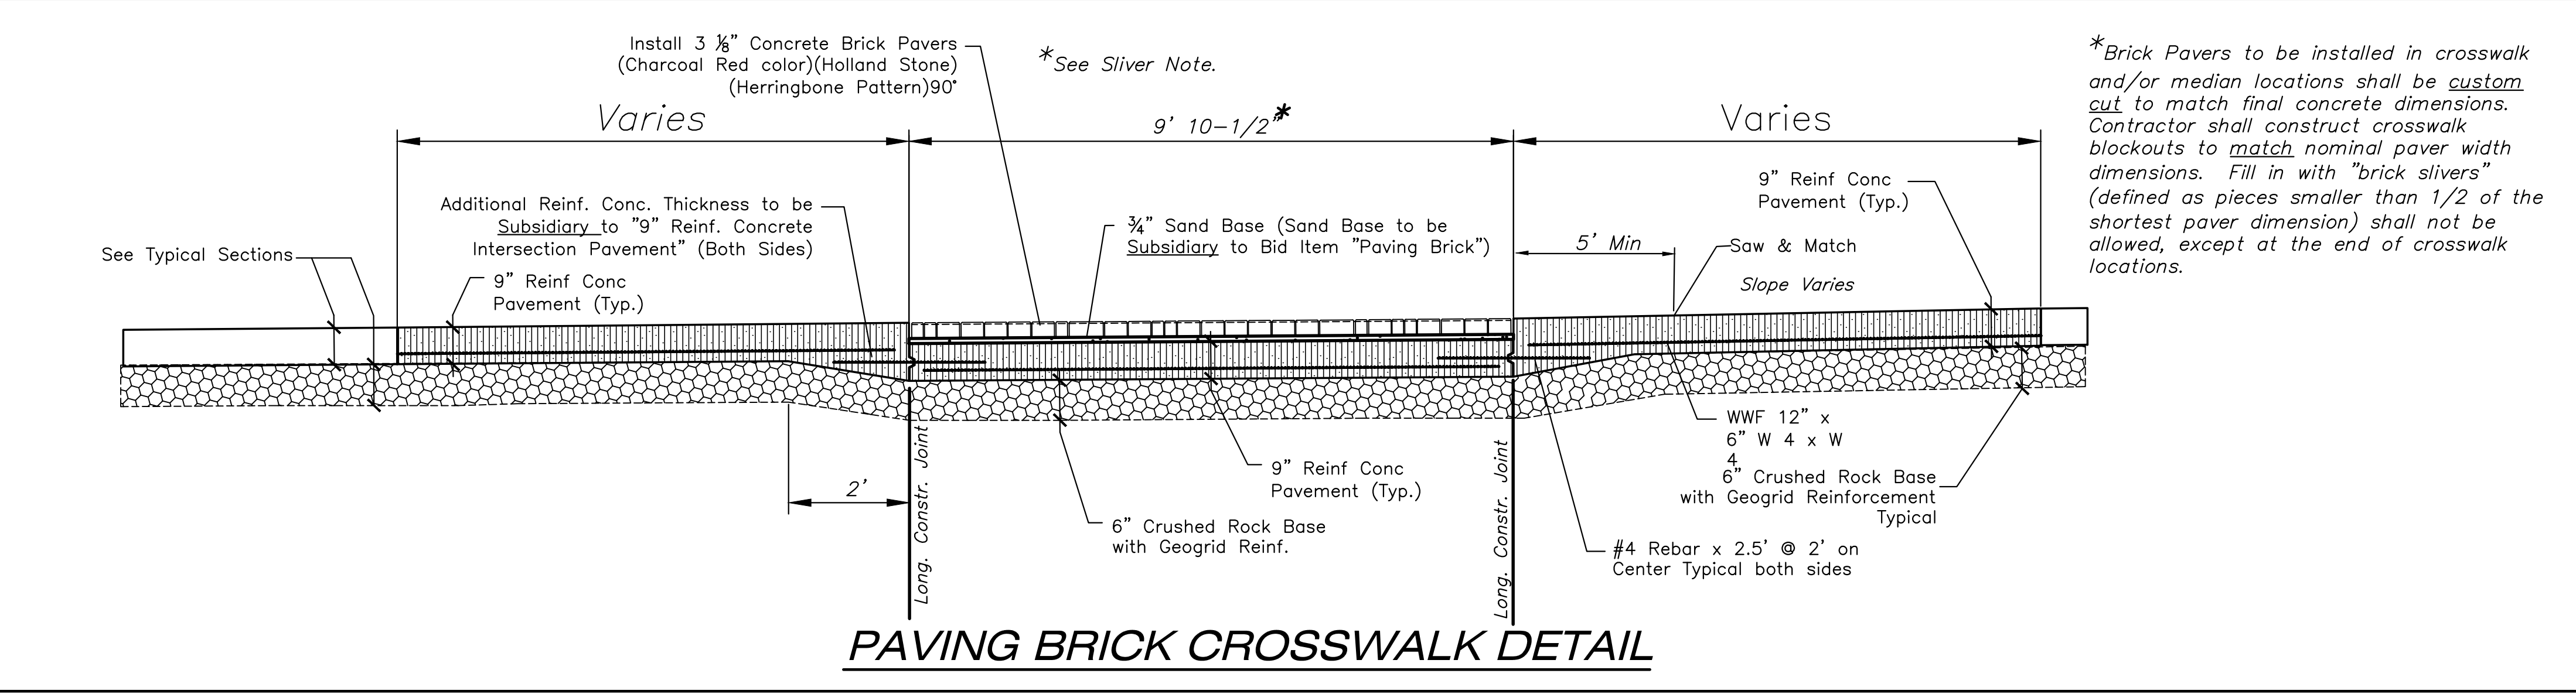 Install 3 ⅛" Concrete Brick Pavers
(Charcoal Red color)(Holland Stone)
(Herringbone Pattern)90°
*See Sliver Note.
*Brick Pavers to be installed in crosswalk
and/or median locations shall be custom
cut to match final concrete dimensions.
Contractor shall construct crosswalk
blockouts to match nominal paver width
dimensions. Fill in with "brick slivers"
(defined as pieces smaller than 1/2 of the
shortest paver dimension) shall not be
allowed, except at the end of crosswalk
locations.
Varies
9' 10-1/2"*
Varies
Additional Reinf. Conc. Thickness to be
Subsidiary to "9" Reinf. Concrete
Intersection Pavement" (Both Sides)
¾" Sand Base (Sand Base to be
Subsidiary to Bid Item "Paving Brick")
9" Reinf Conc
Pavement (Typ.)
5' Min
Saw & Match
Slope Varies
See Typical Sections
9" Reinf Conc
Pavement (Typ.)
2'
Long. Constr. Joint
9" Reinf Conc
Pavement (Typ.)
6" Crushed Rock Base
with Geogrid Reinf.
Long. Constr. Joint
WWF 12" x
6" W 4 x W
4
6" Crushed Rock Base
with Geogrid Reinforcement
Typical
#4 Rebar x 2.5' @ 2' on
Center Typical both sides
PAVING BRICK CROSSWALK DETAIL